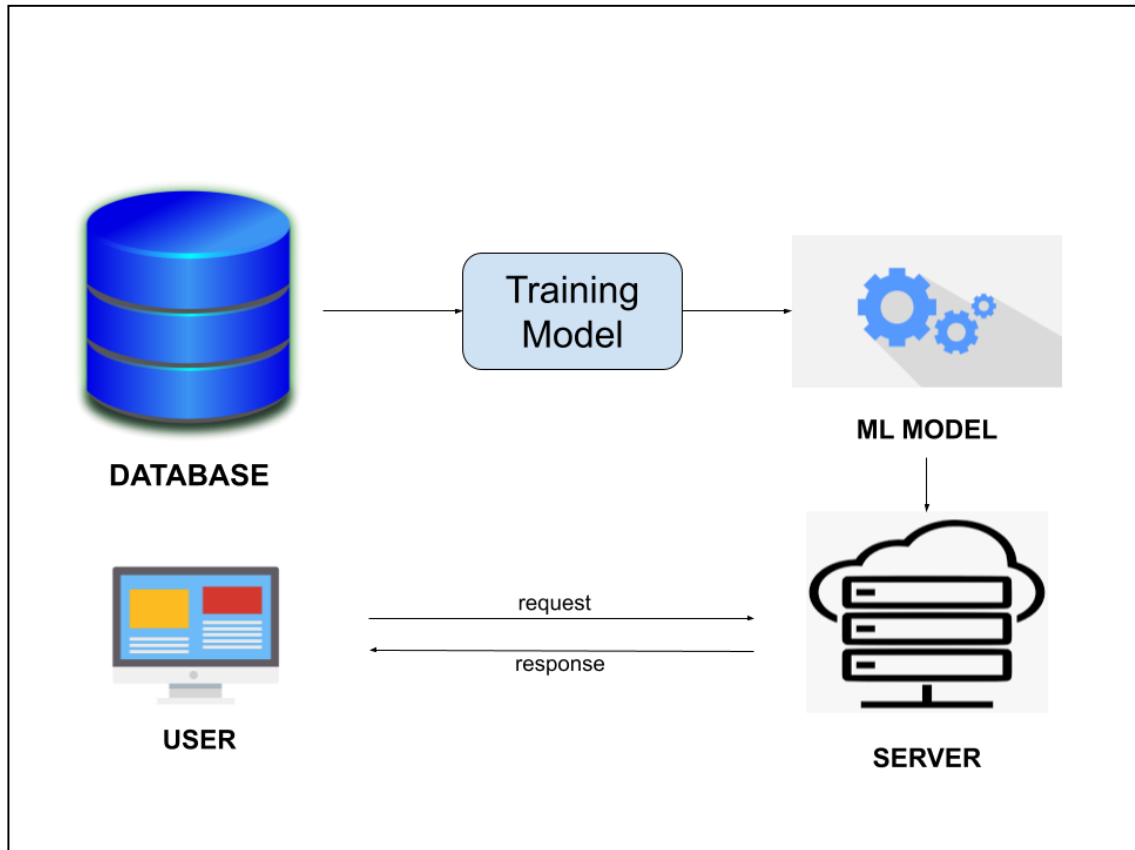 Training
Model
ML MODEL
DATABASE
request
response
USER
SERVER